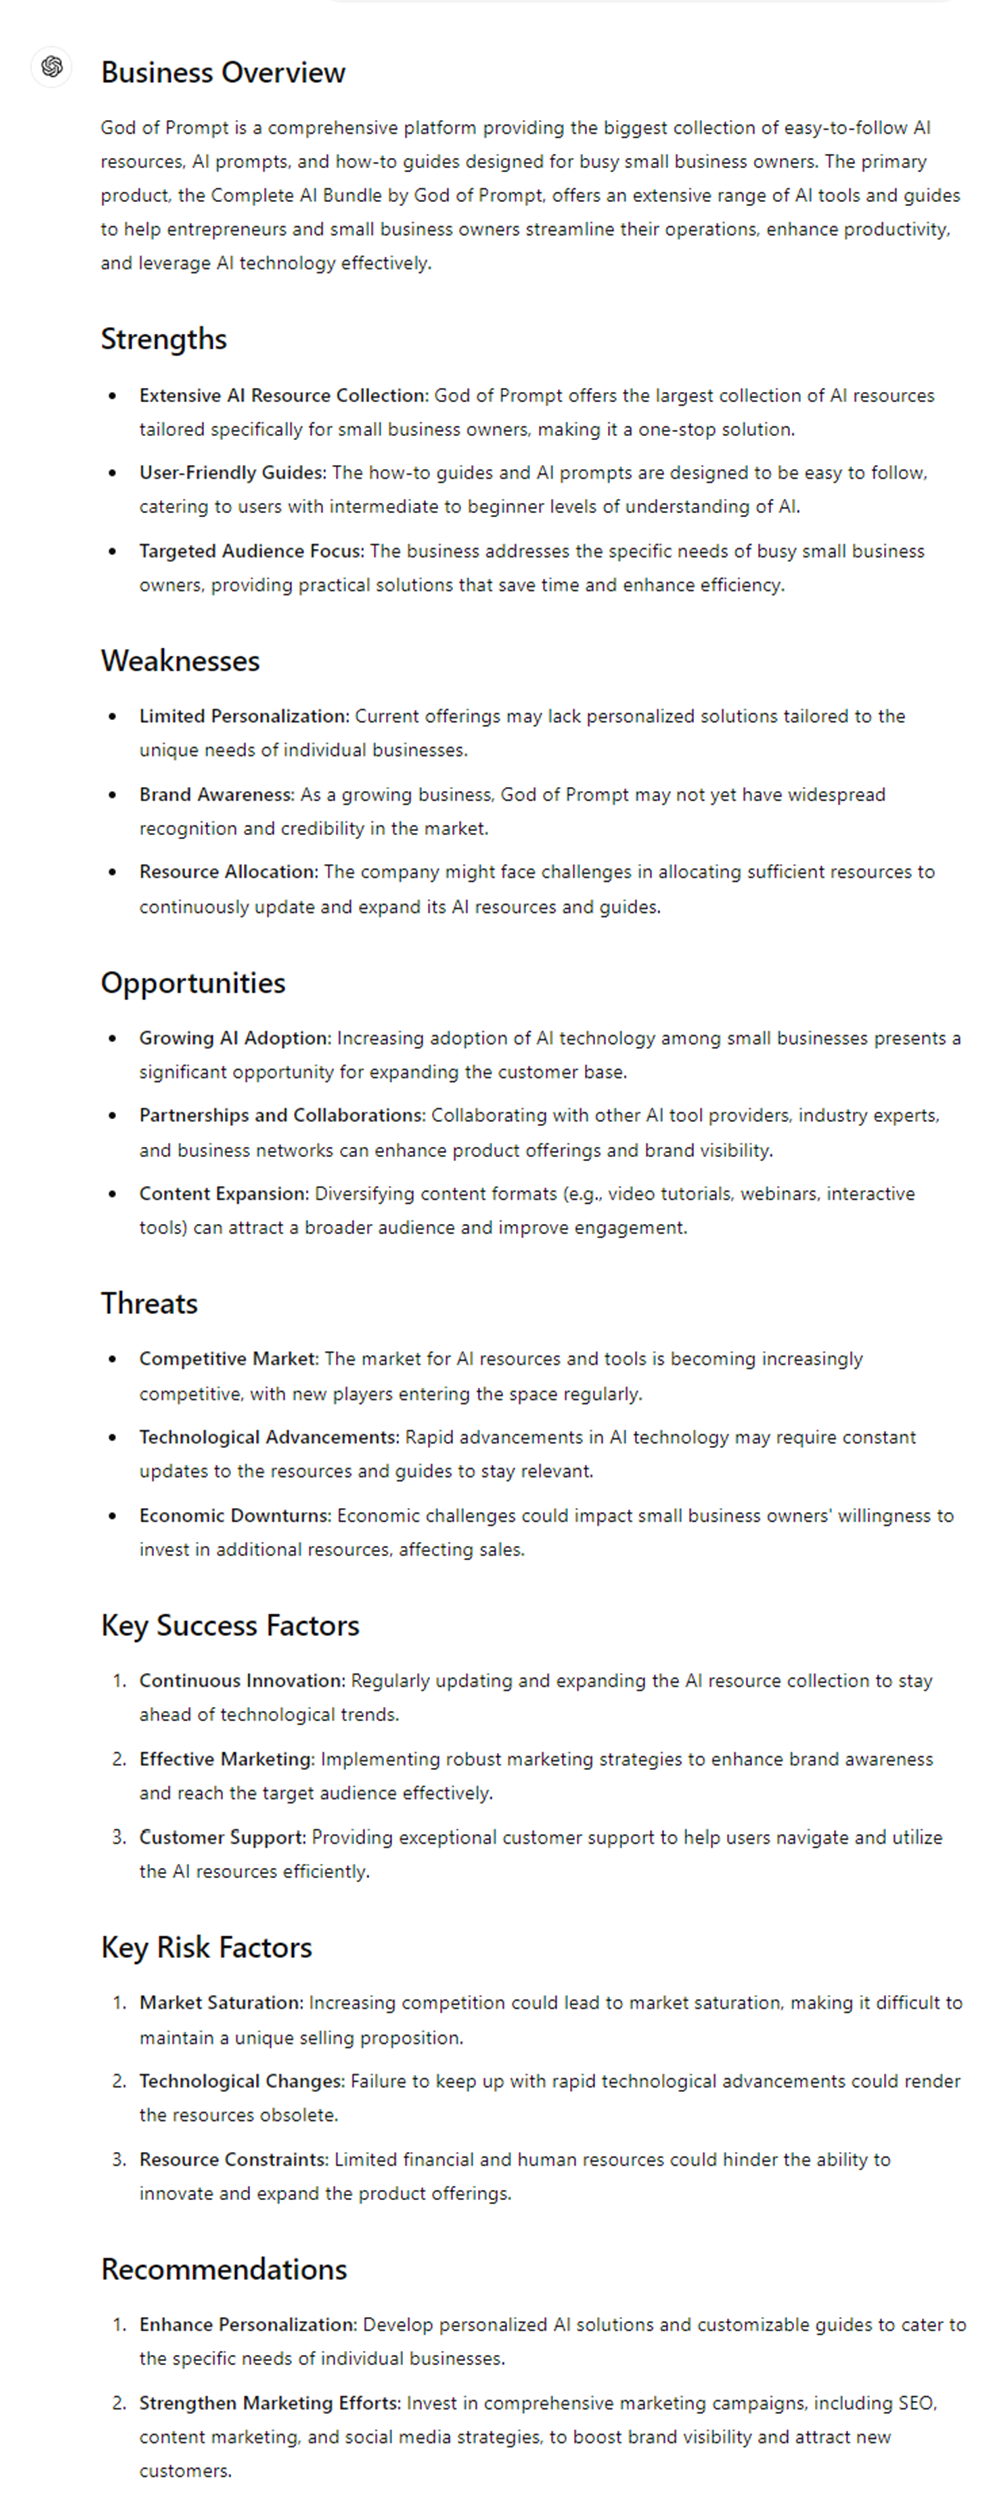 Business Overview
God of Prompt is a comprehensive platform providing the biggest collection of easy-to-follow AI
resources, AI prompts, and how-to guides designed for busy small business owners. The primary
product, the Complete AI Bundle by God of Prompt, offers an extensive range of AI tools and guides
to help entrepreneurs and small business owners streamline their operations, enhance productivity,
and leverage AI technology effectively.
Strengths
• Extensive AI Resource Collection: God of Prompt offers the largest collection of AI resources
tailored specifically for small business owners, making it a one-stop solution.
• User-Friendly Guides: The how-to guides and AI prompts are designed to be easy to follow,
catering to users with intermediate to beginner levels of understanding of AI.
• Targeted Audience Focus: The business addresses the specific needs of busy small business
owners, providing practical solutions that save time and enhance efficiency.
Weaknesses
• Limited Personalization: Current offerings may lack personalized solutions tailored to the
unique needs of individual businesses.
• Brand Awareness: As a growing business, God of Prompt may not yet have widespread
recognition and credibility in the market.
• Resource Allocation: The company might face challenges in allocating sufficient resources to
continuously update and expand its AI resources and guides.
Opportunities
• Growing AI Adoption: Increasing adoption of AI technology among small businesses presents a
significant opportunity for expanding the customer base.
• Partnerships and Collaborations: Collaborating with other AI tool providers, industry experts,
and business networks can enhance product offerings and brand visibility.
• Content Expansion: Diversifying content formats (e.g., video tutorials, webinars, interactive
tools) can attract a broader audience and improve engagement.
Threats
• Competitive Market: The market for AI resources and tools is becoming increasingly
competitive, with new players entering the space regularly.
• Technological Advancements: Rapid advancements in AI technology may require constant
updates to the resources and guides to stay relevant.
• Economic Downturns: Economic challenges could impact small business owners' willingness to
invest in additional resources, affecting sales.
Key Success Factors
1. Continuous Innovation: Regularly updating and expanding the AI resource collection to stay
ahead of technological trends.
2. Effective Marketing: Implementing robust marketing strategies to enhance brand awareness
and reach the target audience effectively.
3. Customer Support: Providing exceptional customer support to help users navigate and utilize
the AI resources efficiently.
Key Risk Factors
1. Market Saturation: Increasing competition could lead to market saturation, making it difficult to
maintain a unique selling proposition.
2. Technological Changes: Failure to keep up with rapid technological advancements could render
the resources obsolete.
3. Resource Constraints: Limited financial and human resources could hinder the ability to
innovate and expand the product offerings.
Recommendations
1. Enhance Personalization: Develop personalized AI solutions and customizable guides to cater to
the specific needs of individual businesses.
2. Strengthen Marketing Efforts: Invest in comprehensive marketing campaigns, including SEO,
content marketing, and social media strategies, to boost brand visibility and attract new
customers.